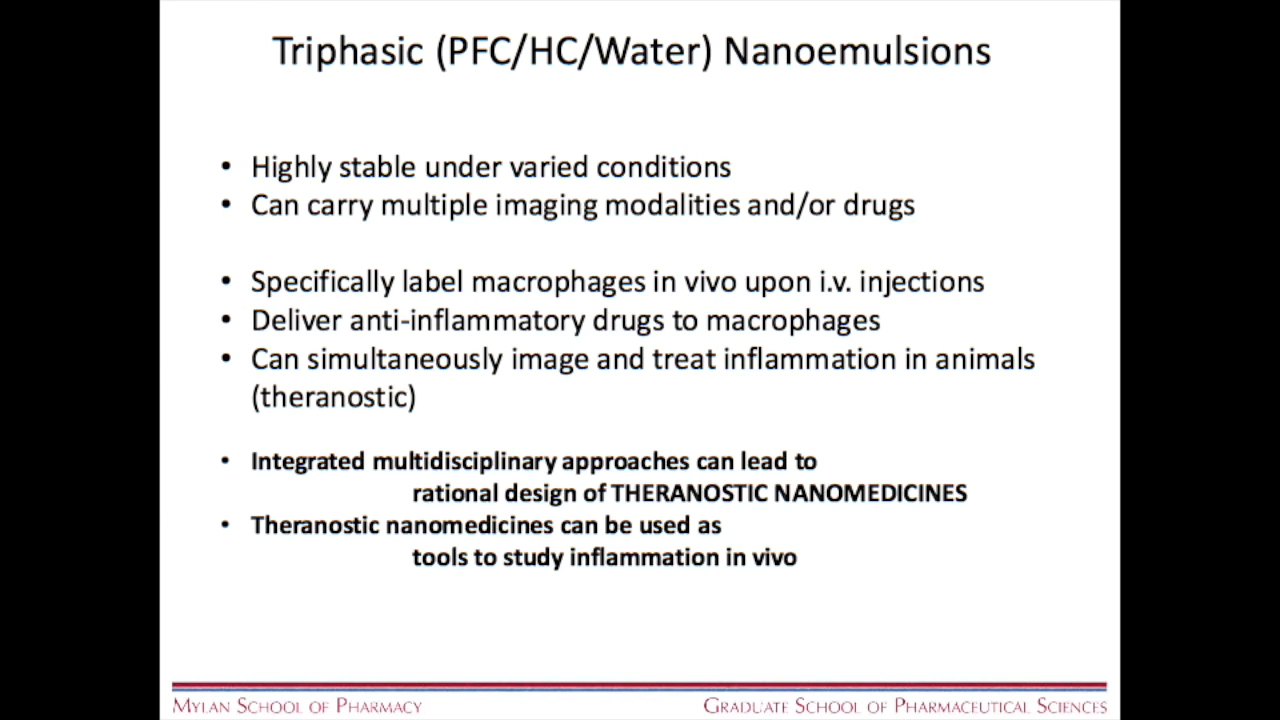 Triphasic (PFC/HC/Water) Nanoemulsions
• Highly stable under varied conditions
• Can carry multiple imaging modalities and/or drugs
• Specifically label macrophages in vivo upon i.v. injections
• Deliver anti-inflammatory drugs to macrophages
• Can simultaneously image and treat inflammation in animals
(theranostic)
• Integrated multidisciplinary approaches can lead to
rational design of THERANOSTIC NANOMEDICINES
• Theranostic nanomedicines can be used as
tools to study inflammation in vivo
MYLAN SCHOOL OF PHARMACY
GRADUATE SCHOOL OF PHARMACEUTICAL SCIENCES